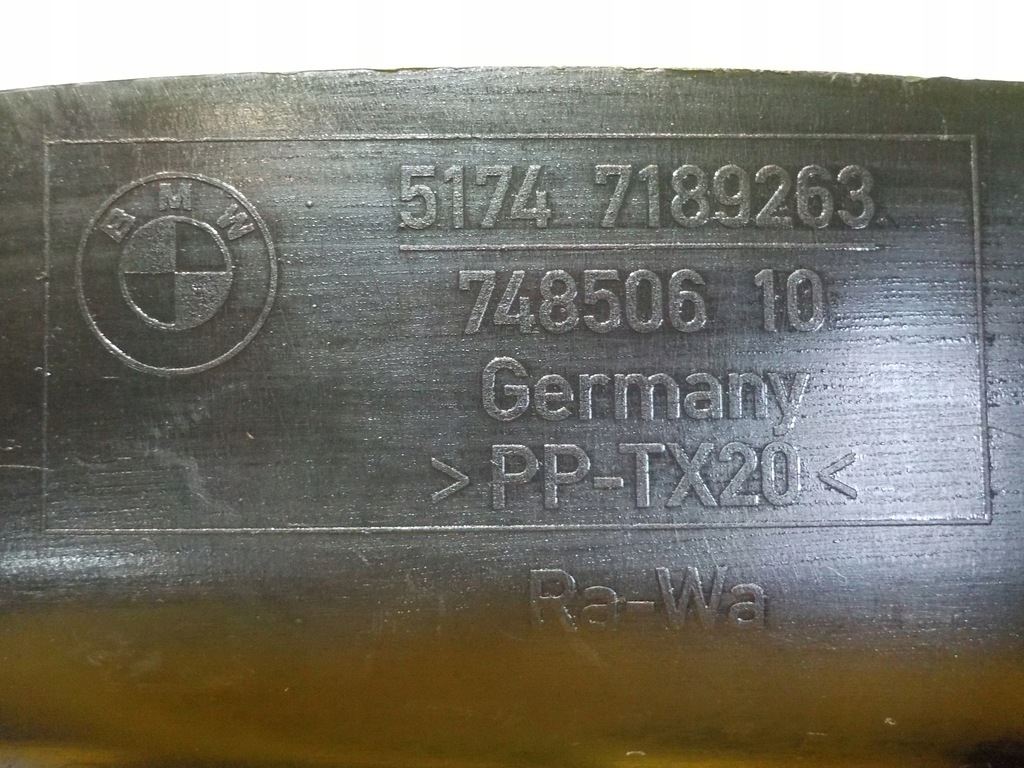 BMW
5174 7189263
748506 10
Germany
>PP-TX20<
Ra-Wa